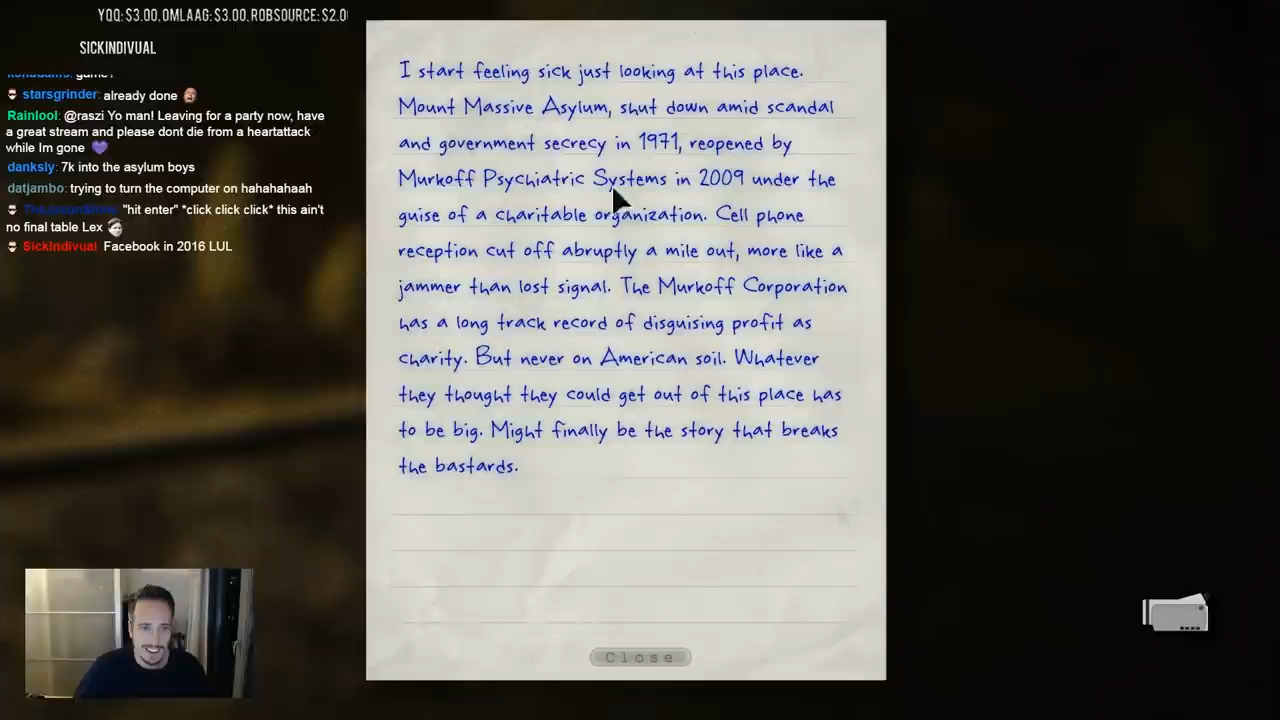 YQQ: $3.00, OMLAAG: $3.00, ROBSOURCE: $2.0
SICKINDIVUAL
starsgrinder: already done
Rainlool: @raszi Yo man! Leaving for a party now, have
a great stream and please dont die from a heartattack
while Im gone
danksly: 7k into the asylum boys
datjambo: trying to turn the computer on hahahahaah
"hit enter" *click click click* this ain't
no final table Lex
SickIndivual: Facebook in 2016 LUL
I start feeling sick just looking at this place.
Mount Massive Asylum, shut down amid scandal
and government secrecy in 1971, reopened by
Murkoff Psychiatric Systems in 2009 under the
guise of a charitable organization. Cell phone
reception cut off abruptly a mile out, more like a
jammer than lost signal. The Murkoff Corporation
has a long track record of disguising profit as
charity. But never on American soil. Whatever
they thought they could get out of this place has
to be big. Might finally be the story that breaks
the bastards.
Close